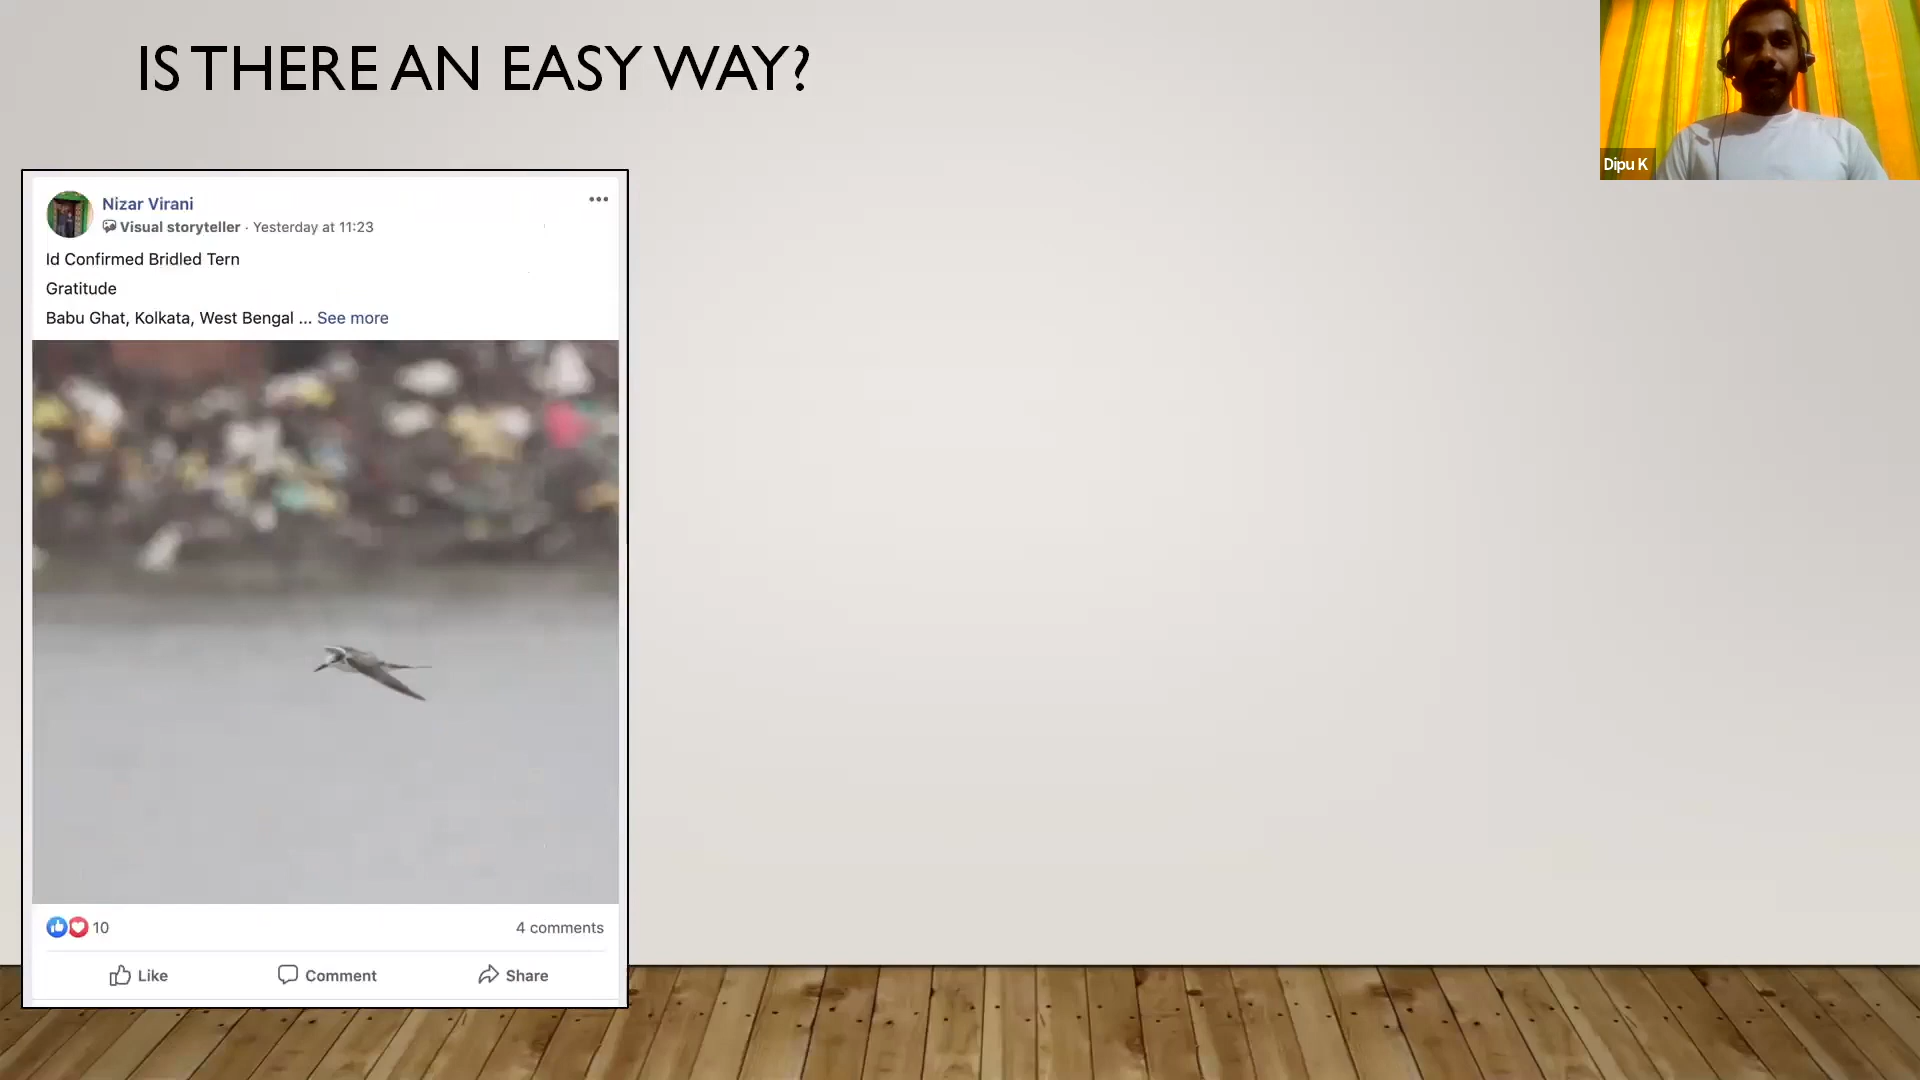 IS THERE AN EASY WAY?
Dipu K
Nizar Virani
Visual storyteller · Yesterday at 11:23
Id Confirmed Bridled Tern
Gratitude
Babu Ghat, Kolkata, West Bengal ... See more
10
4 comments
Like
Comment
Share